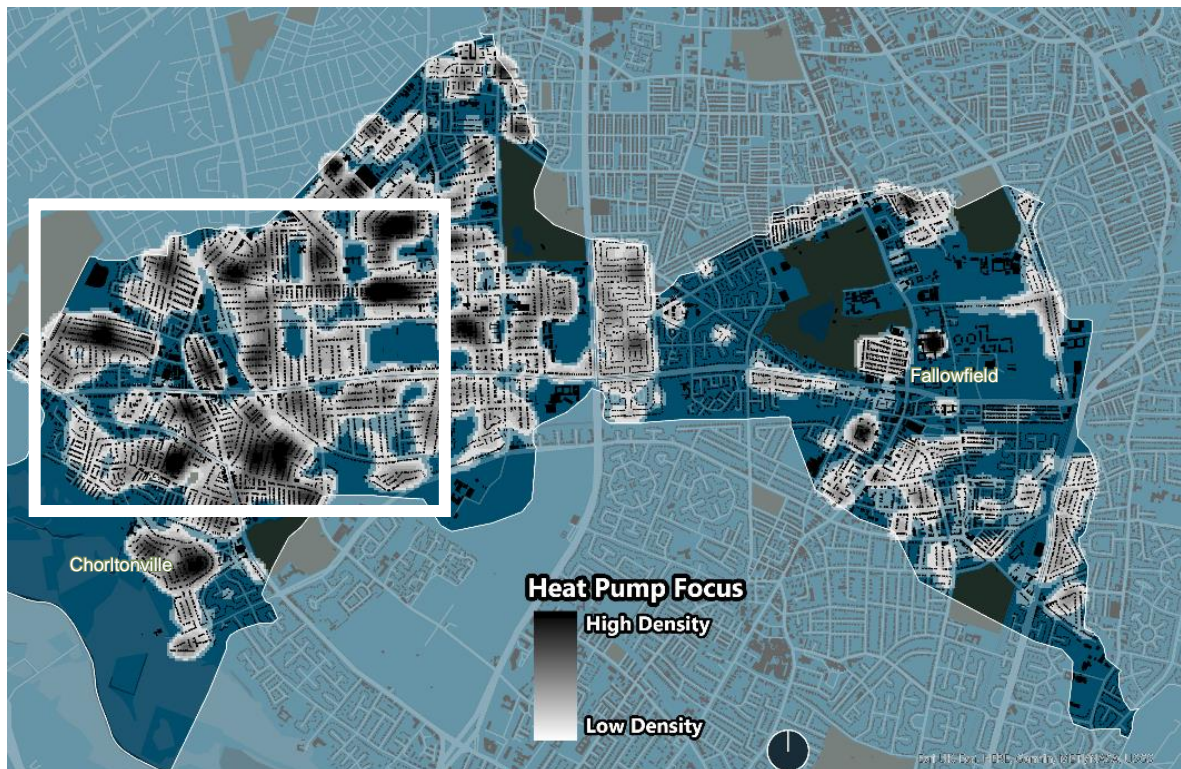 Fallowfield
Chorltonville
Heat Pump Focus
High Density
Low Density